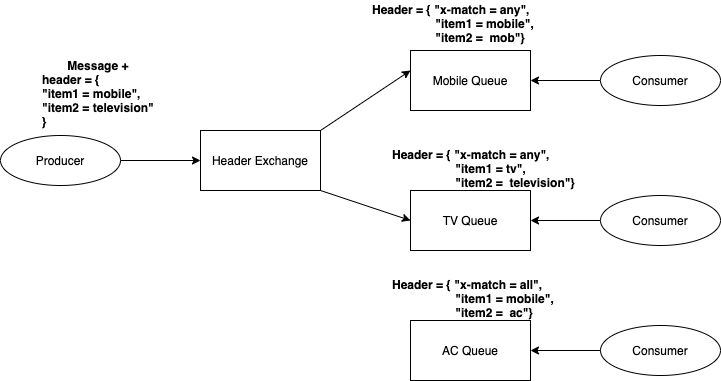 Header = { "x-match = any",
"item1 = mobile",
"item2 = mob"}
Mobile Queue
Consumer
Message +
header = {
"item1 = mobile",
"item2 = television"
}
Producer
Header Exchange
Header = { "x-match = any",
"item1 = tv",
"item2 = television"}
TV Queue
Consumer
Header = { "x-match = all",
"item1 = mobile",
"item2 = ac"}
AC Queue
Consumer